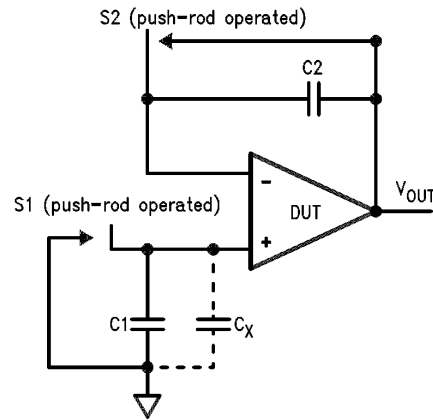 S2 (push-rod operated)
C2
-
DUT
V_OUT
S1 (push-rod operated)
+
C1
C_X